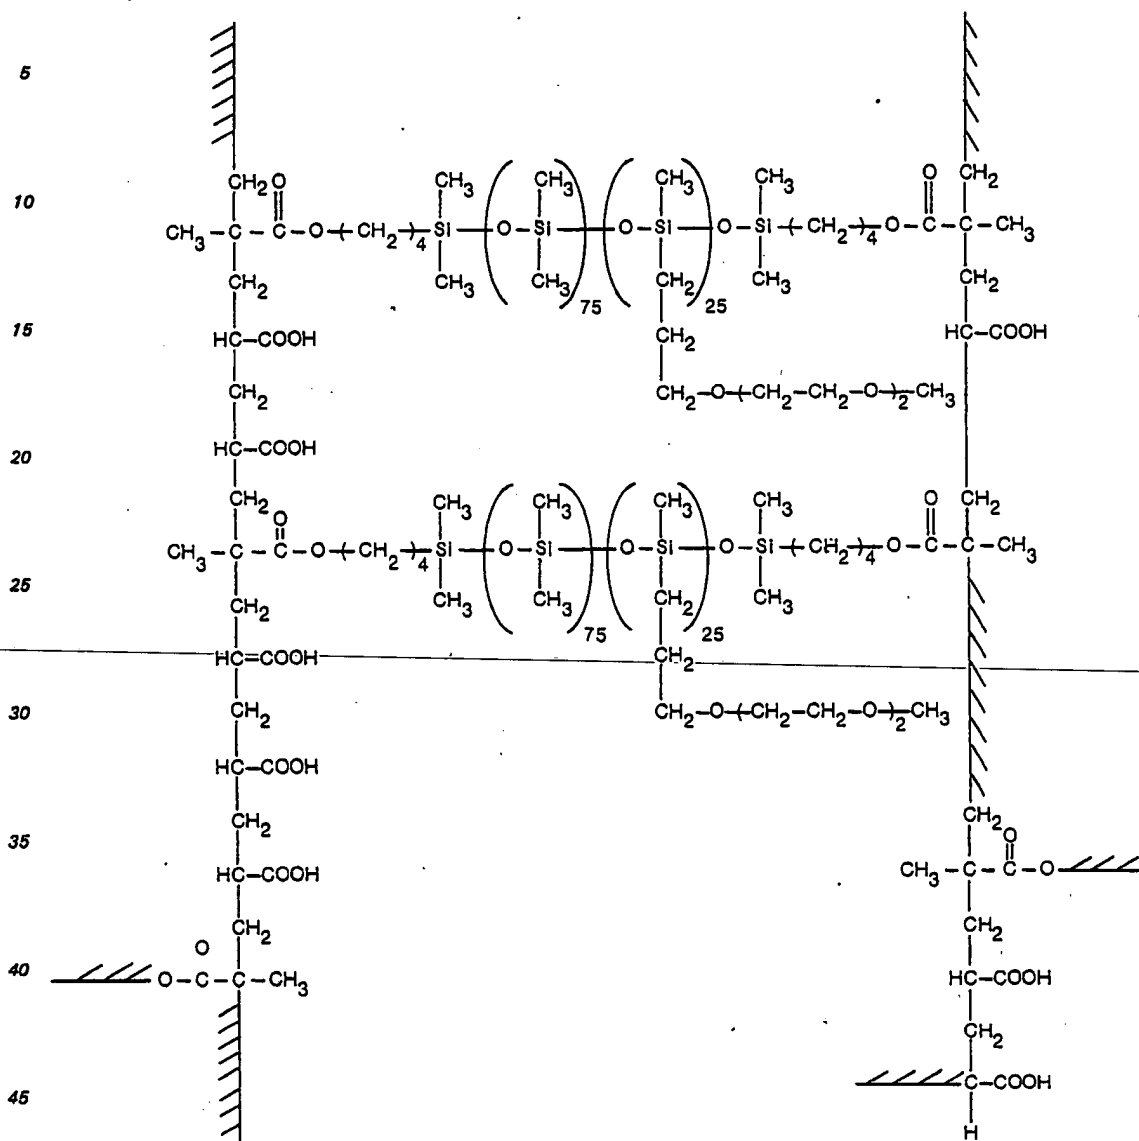 5
CH2 O CH3 CH3 CH3 CH3 O CH2
10
CH3 - C - C - O -( CH2 )4 Si - O - Si - O - Si - O - Si -( CH2 )4 O - C - C - CH3
CH2 CH3 CH3 CH2 CH3 CH2
75 25
15
HC-COOH CH2 HC-COOH
CH2 CH2-O-(CH2-CH2-O-)2-CH3
HC-COOH
20
CH2 CH3 CH3 CH3 CH3 O CH2
O
CH3 - C - C - O -( CH2 )4 Si - O - Si - O - Si - O - Si -( CH2 )4 O - C - C - CH3
25
CH2 CH3 CH3 CH2 CH3
75 25
HC=COOH CH2
30
CH2 CH2-O-(CH2-CH2-O-)2-CH3
HC-COOH
CH2 CH2
O
35
HC-COOH CH3 - C - C - O
CH2 CH2
O
40
O - C - C - CH3 HC-COOH
CH2
C-COOH
45
H